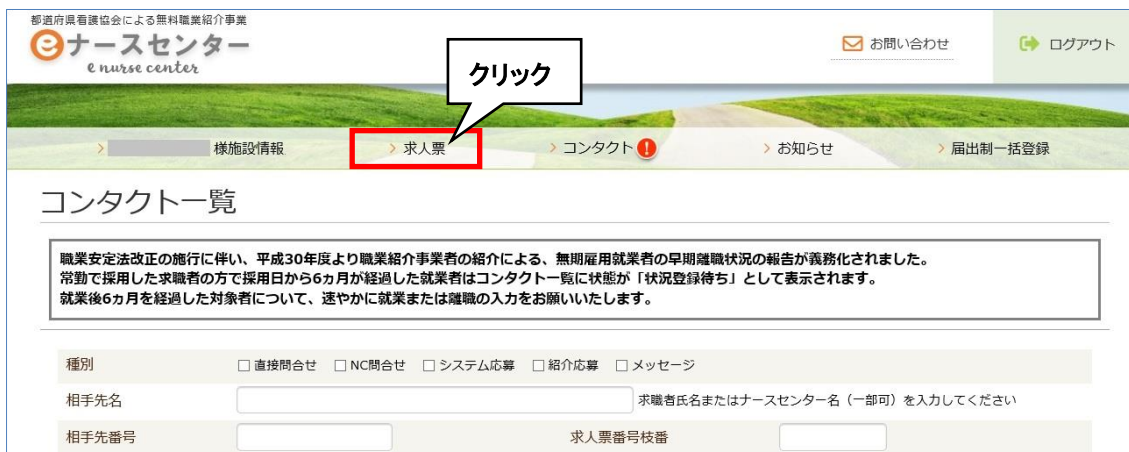 都道府県看護協会による無料職業紹介事業
eナースセンター
e nurse center
お問い合わせ
ログアウト
クリック
> 様施設情報
> 求人票
> コンタクト !
> お知らせ
> 届出制一括登録
コンタクト一覧
職業安定法改正の施行に伴い、平成30年度より職業紹介事業者の紹介による、無期雇用就業者の早期離職状況の報告が義務化されました。
常勤で採用した求職者の方で採用日から6ヵ月が経過した就業者はコンタクト一覧に状態が「状況登録待ち」として表示されます。
就業後6ヵ月を経過した対象者について、速やかに就業または離職の入力をお願いいたします。
種別 直接問合せ NC問合せ システム応募 紹介応募 メッセージ
相手先名 求職者氏名またはナースセンター名（一部可）を入力してください
相手先番号 求人票番号枝番